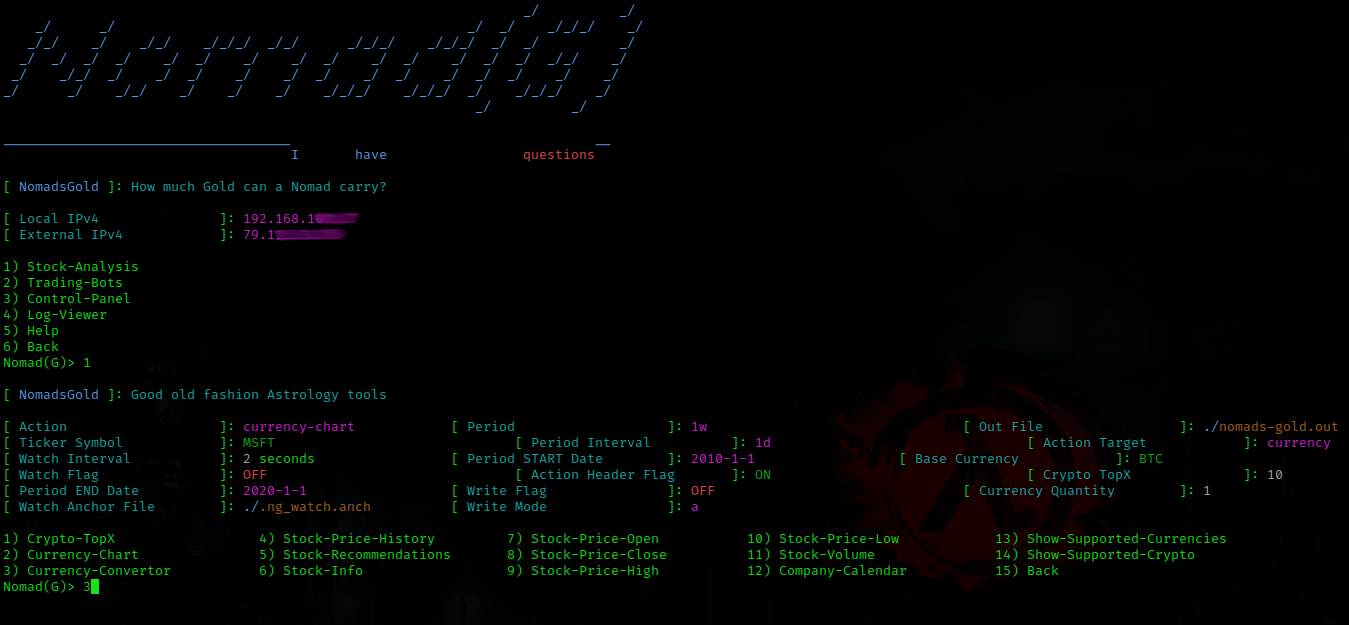 Nomad(G)
I have questions
[ NomadsGold ]: How much Gold can a Nomad carry?
[ Local IPv4 ]: 192.168.1
[ External IPv4 ]: 79.1
1) Stock-Analysis
2) Trading-Bots
3) Control-Panel
4) Log-Viewer
5) Help
6) Back
Nomad(G)> 1
[ NomadsGold ]: Good old fashion Astrology tools
[ Action ]: currency-chart [ Period ]: 1w [ Out File ]: ./nomads-gold.out
[ Ticker Symbol ]: MSFT [ Period Interval ]: 1d [ Action Target ]: currency
[ Watch Interval ]: 2 seconds [ Period START Date ]: 2010-1-1 [ Base Currency ]: BTC
[ Watch Flag ]: OFF [ Action Header Flag ]: ON [ Crypto TopX ]: 10
[ Period END Date ]: 2020-1-1 [ Write Flag ]: OFF [ Currency Quantity ]: 1
[ Watch Anchor File ]: ./.ng_watch.anch [ Write Mode ]: a
1) Crypto-TopX 4) Stock-Price-History 7) Stock-Price-Open 10) Stock-Price-Low 13) Show-Supported-Currencies
2) Currency-Chart 5) Stock-Recommendations 8) Stock-Price-Close 11) Stock-Volume 14) Show-Supported-Crypto
3) Currency-Convertor 6) Stock-Info 9) Stock-Price-High 12) Company-Calendar 15) Back
Nomad(G)> 3